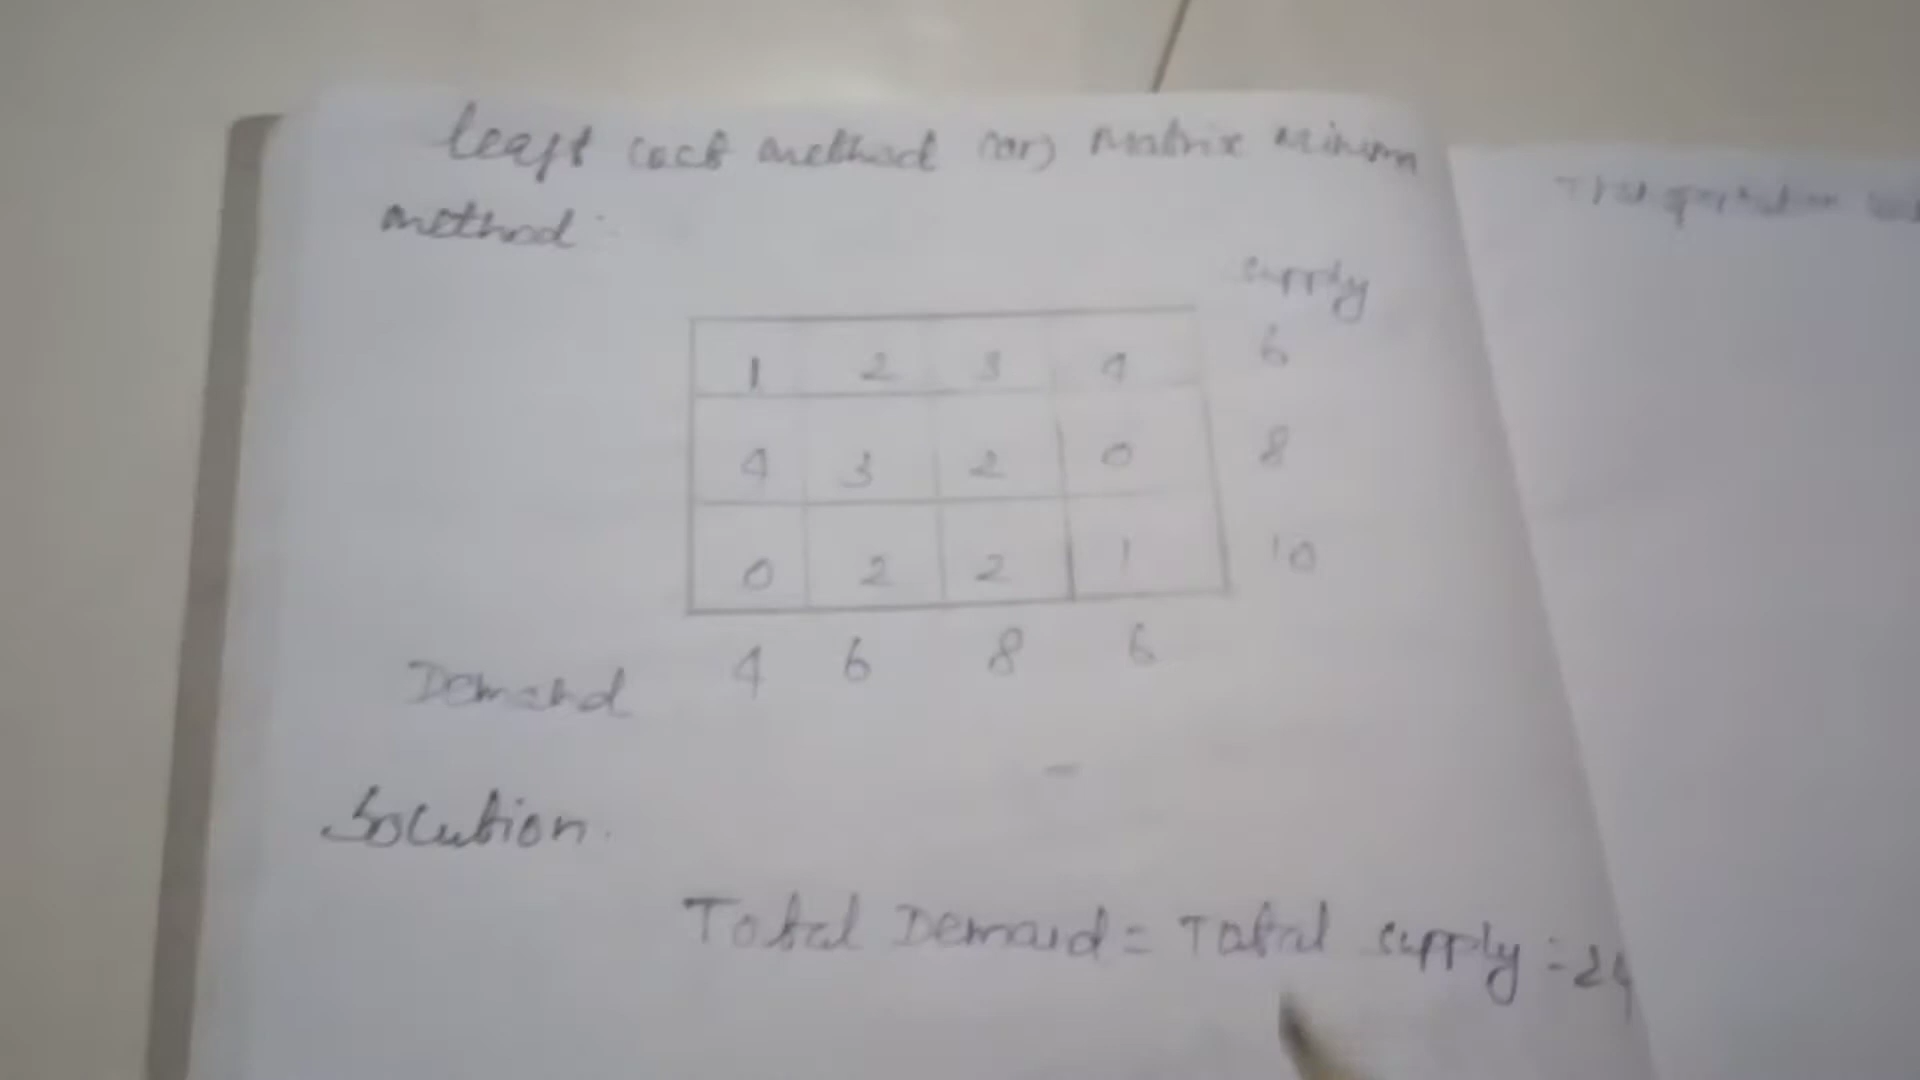 least cost method (or) matrix minimum
method :
supply
1 2 3 4 6
4 3 2 0 8
0 2 2 1 10
Demand 4 6 8 6
Solution.
Total Demand = Total supply = 24